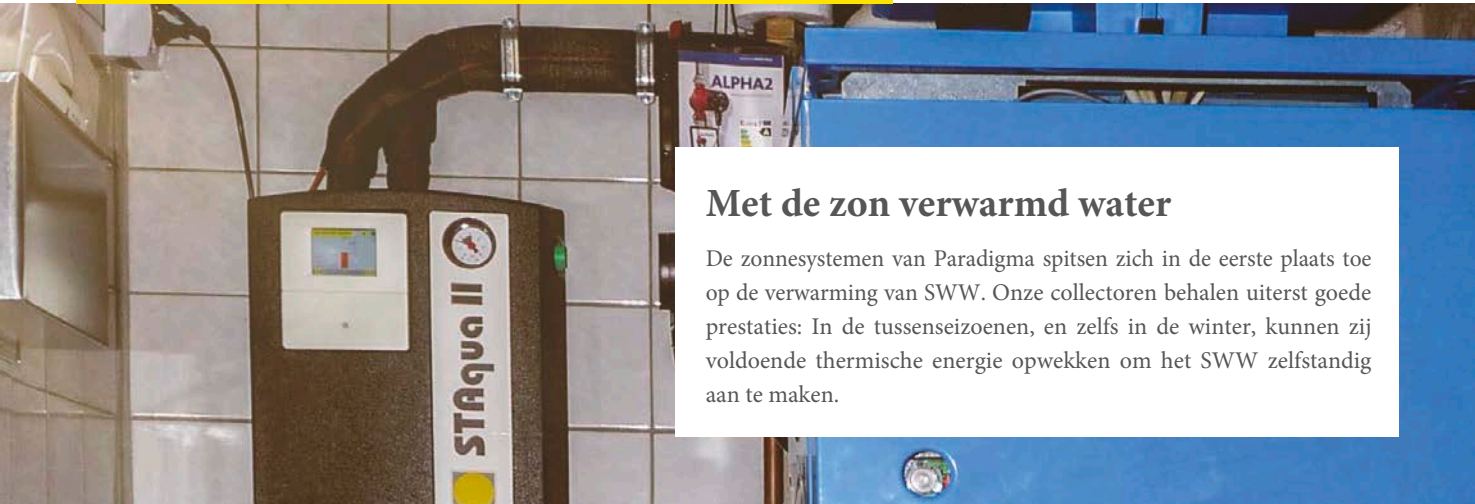 ALPHA2
Met de zon verwarmd water
De zonnesystemen van Paradigma spitsen zich in de eerste plaats toe
op de verwarming van SWW. Onze collectoren behalen uiterst goede
prestaties: In de tussenseizoenen, en zelfs in de winter, kunnen zij
voldoende thermische energie opwekken om het SWW zelfstandig
aan te maken.
STAqua II